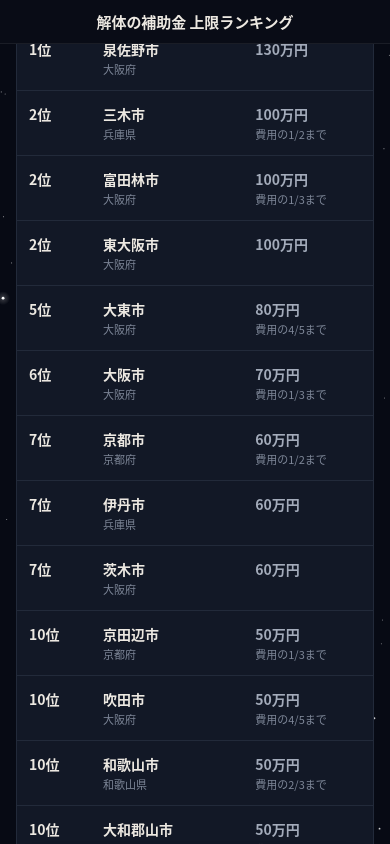 解体の補助金 上限ランキング
1位 泉佐野市 130万円
大阪府
2位 三木市 100万円
兵庫県 費用の1/2まで
2位 富田林市 100万円
大阪府 費用の1/3まで
2位 東大阪市 100万円
大阪府
5位 大東市 80万円
大阪府 費用の4/5まで
6位 大阪市 70万円
大阪府 費用の1/3まで
7位 京都市 60万円
京都府 費用の1/2まで
7位 伊丹市 60万円
兵庫県
7位 茨木市 60万円
大阪府
10位 京田辺市 50万円
京都府 費用の1/3まで
10位 吹田市 50万円
大阪府 費用の4/5まで
10位 和歌山市 50万円
和歌山県 費用の2/3まで
10位 大和郡山市 50万円